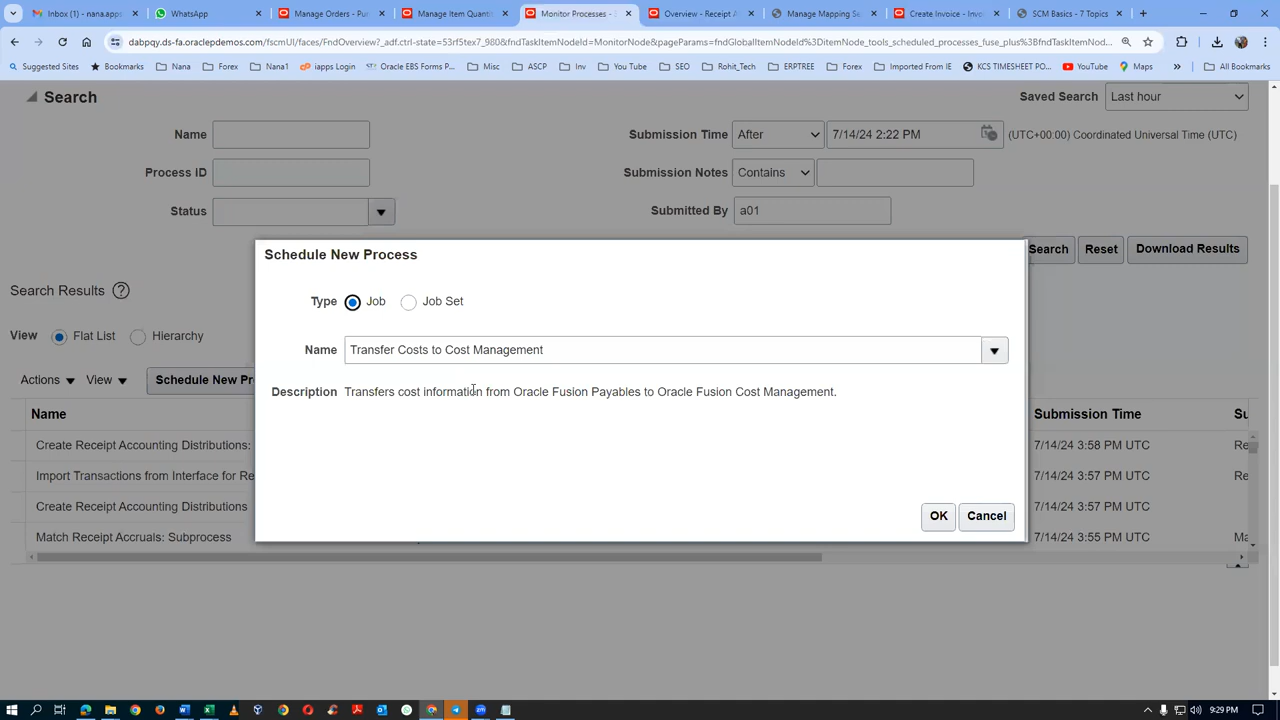 Inbox (1) - nana.apps
WhatsApp
Manage Orders - Pur
Manage Item Quanti
Monitor Processes - S
Overview - Receipt A
Manage Mapping Se
Create Invoice - Invo
SCM Basics - 7 Topics
dabpqy.ds-fa.oraclepdemos.com/fscmUI/faces/FndOverview?_adf.ctrl-state=53rf5tex7_980&fndTaskItemNodeId=MonitorNode&pageParams=fndGlobalItemNodeId%3DitemNode_tools_scheduled_processes_fuse_plus%3BfndTaskItemNodeId%3DMonitorNode...
Suggested Sites
Bookmarks
Nana
Forex
Nana1
iapps Login
Oracle EBS Forms P...
Misc
ASCP
Inv
You Tube
SEO
Rohit_Tech
ERPTREE
Forex
Imported From IE
KCS TIMESHEET PO...
YouTube
Maps
»
All Bookmarks
Search
Saved Search Last hour
Name
Submission Time After 7/14/24 2:22 PM (UTC+00:00) Coordinated Universal Time (UTC)
Process ID
Submission Notes Contains
Status
Submitted By a01
Search Reset Download Results
Schedule New Process
Type Job Job Set
Name Transfer Costs to Cost Management
Description Transfers cost information from Oracle Fusion Payables to Oracle Fusion Cost Management.
OK Cancel
Search Results ?
View Flat List Hierarchy
Actions View Schedule New Pr
Name Submission Time Su
Create Receipt Accounting Distributions: 7/14/24 3:58 PM UTC Re
Import Transactions from Interface for Re 7/14/24 3:57 PM UTC Re
Create Receipt Accounting Distributions 7/14/24 3:57 PM UTC
Match Receipt Accruals: Subprocess 7/14/24 3:55 PM UTC Ma
9:29 PM